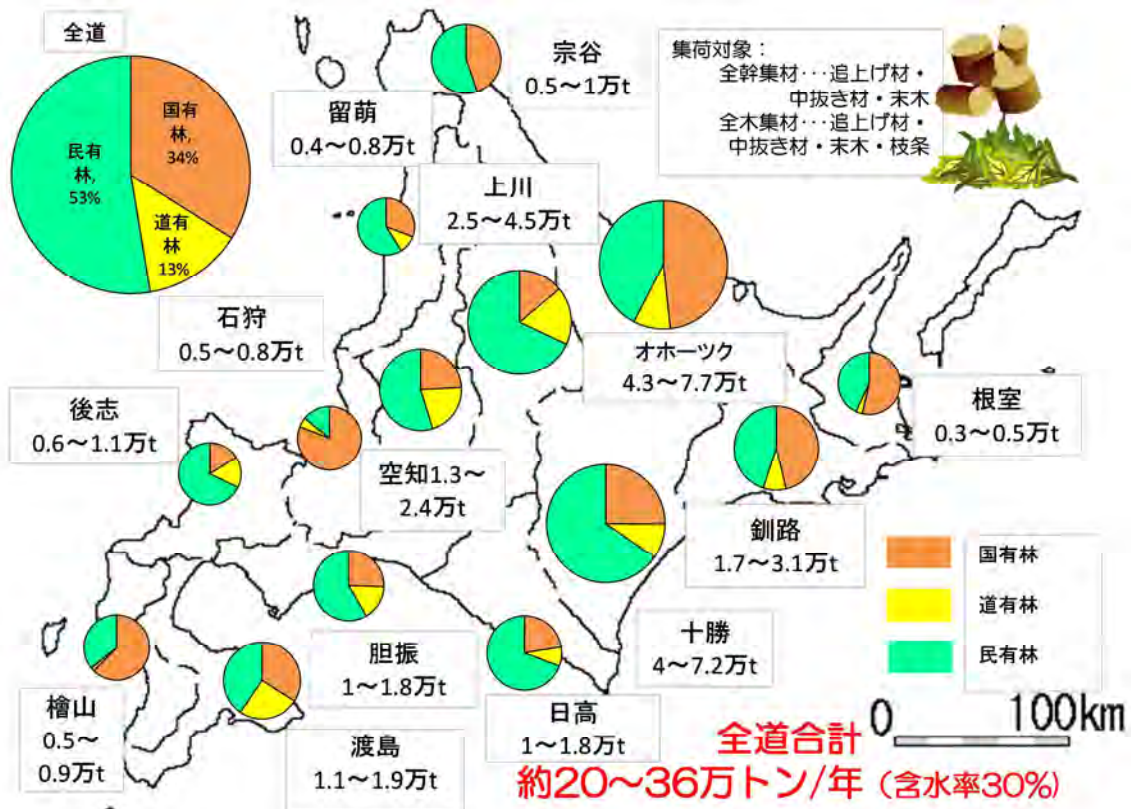 全道
国有
林,
34%
民有
林,
53%
道有
林
13%
宗谷
0.5～1万t
集荷対象：
全幹集材･･･追上げ材・
中抜き材・末木
全木集材･･･追上げ材・
中抜き材・末木・枝条
留萌
0.4～0.8万t
上川
2.5～4.5万t
石狩
0.5～0.8万t
オホーツク
4.3～7.7万t
根室
0.3～0.5万t
後志
0.6～1.1万t
空知1.3～
2.4万t
釧路
1.7～3.1万t
国有林
道有林
民有林
十勝
4～7.2万t
胆振
1～1.8万t
日高
1～1.8万t
檜山
0.5～
0.9万t
渡島
1.1～1.9万t
0 100km
全道合計
約20～36万トン/年（含水率30%）